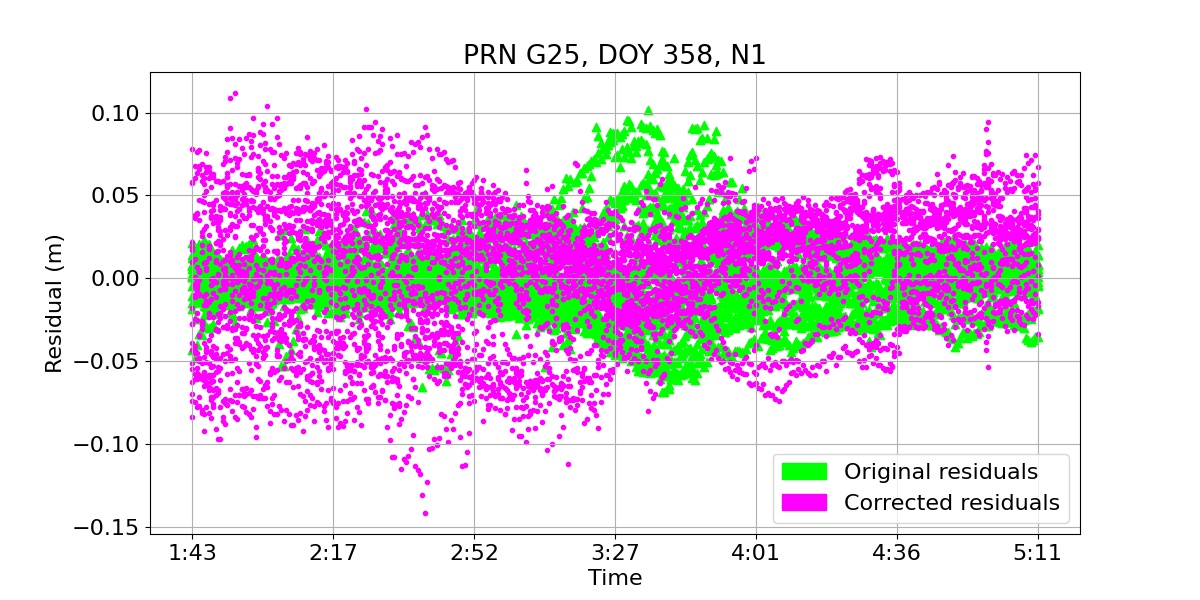 PRN G25, DOY 358, N1
Residual (m)
0.10
0.05
0.00
−0.05
−0.10
−0.15
1:43 2:17 2:52 3:27 4:01 4:36 5:11
Time
Original residuals
Corrected residuals